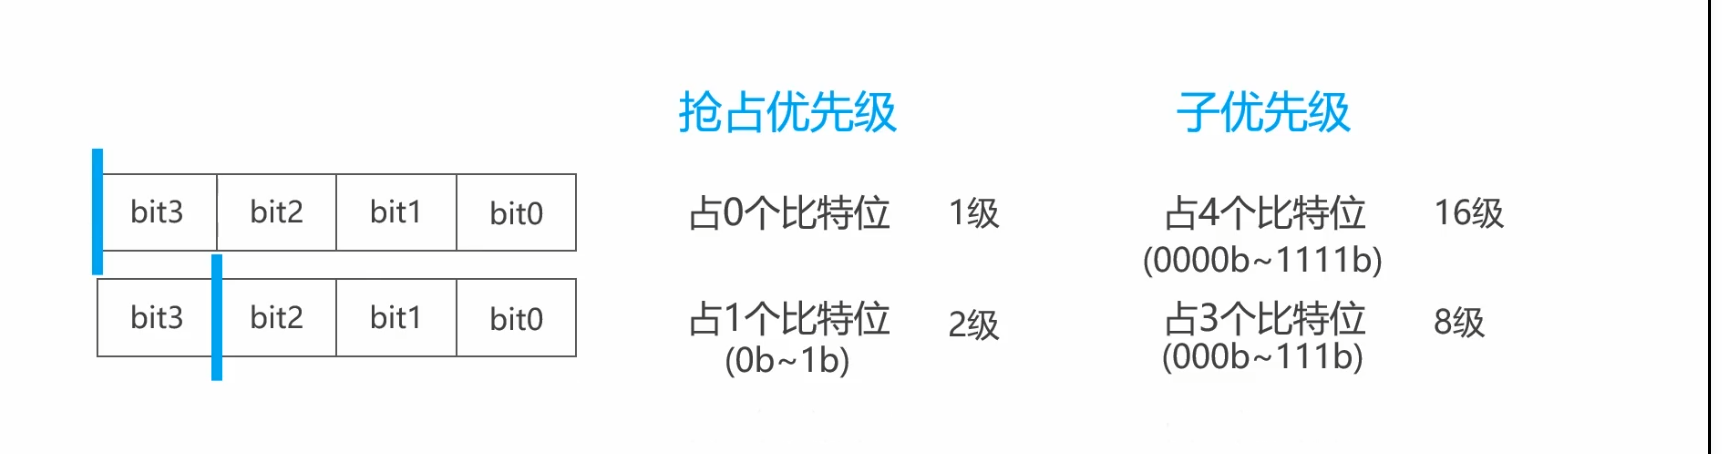 抢占优先级 子优先级
bit3 bit2 bit1 bit0 占0个比特位 1级 占4个比特位 16级
(0000b~1111b)
bit3 bit2 bit1 bit0 占1个比特位 2级 占3个比特位 8级
(0b~1b) (000b~111b)